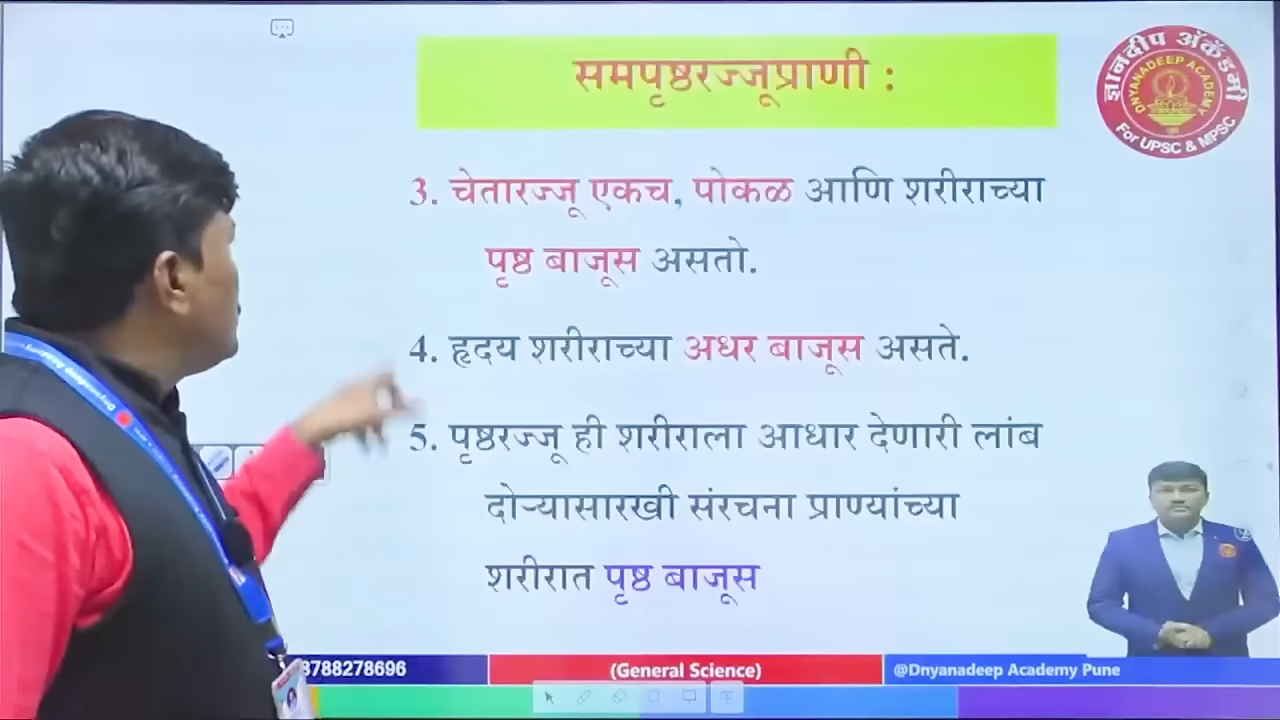 समपृष्ठरज्जूप्राणी :
ज्ञानदीप अ‍ॅकॅडमी
DNYANADEEP ACADEMY
For UPSC & MPSC
3. चेतारज्जू एकच, पोकळ आणि शरीराच्या
पृष्ठ बाजूस असतो.
4. हृदय शरीराच्या अधर बाजूस असते.
5. पृष्ठरज्जू ही शरीराला आधार देणारी लांब
दोऱ्यासारखी संरचना प्राण्यांच्या
शरीरात पृष्ठ बाजूस
8788278696
(General Science)
@Dnyanadeep Academy Pune